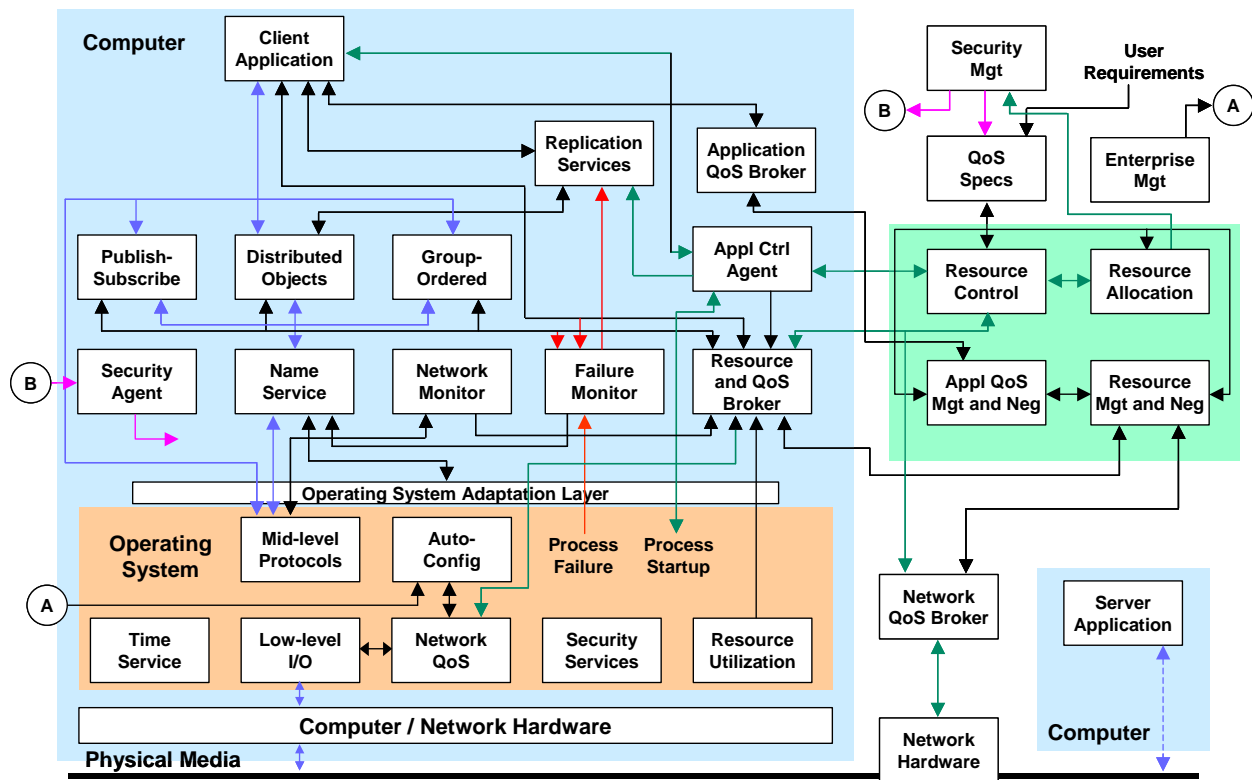 Computer
Client
Application
Security
Mgt
User
Requirements
B
A
Replication
Services
Application
QoS Broker
QoS
Specs
Enterprise
Mgt
Publish-
Subscribe
Distributed
Objects
Group-
Ordered
Appl Ctrl
Agent
Resource
Control
Resource
Allocation
B
Security
Agent
Name
Service
Network
Monitor
Failure
Monitor
Resource
and QoS
Broker
Appl QoS
Mgt and Neg
Resource
Mgt and Neg
Operating System Adaptation Layer
Operating
System
Mid-level
Protocols
Auto-
Config
Process
Failure
Process
Startup
A
Network
QoS Broker
Server
Application
Time
Service
Low-level
I/O
Network
QoS
Security
Services
Resource
Utilization
Computer / Network Hardware
Computer
Physical Media
Network
Hardware